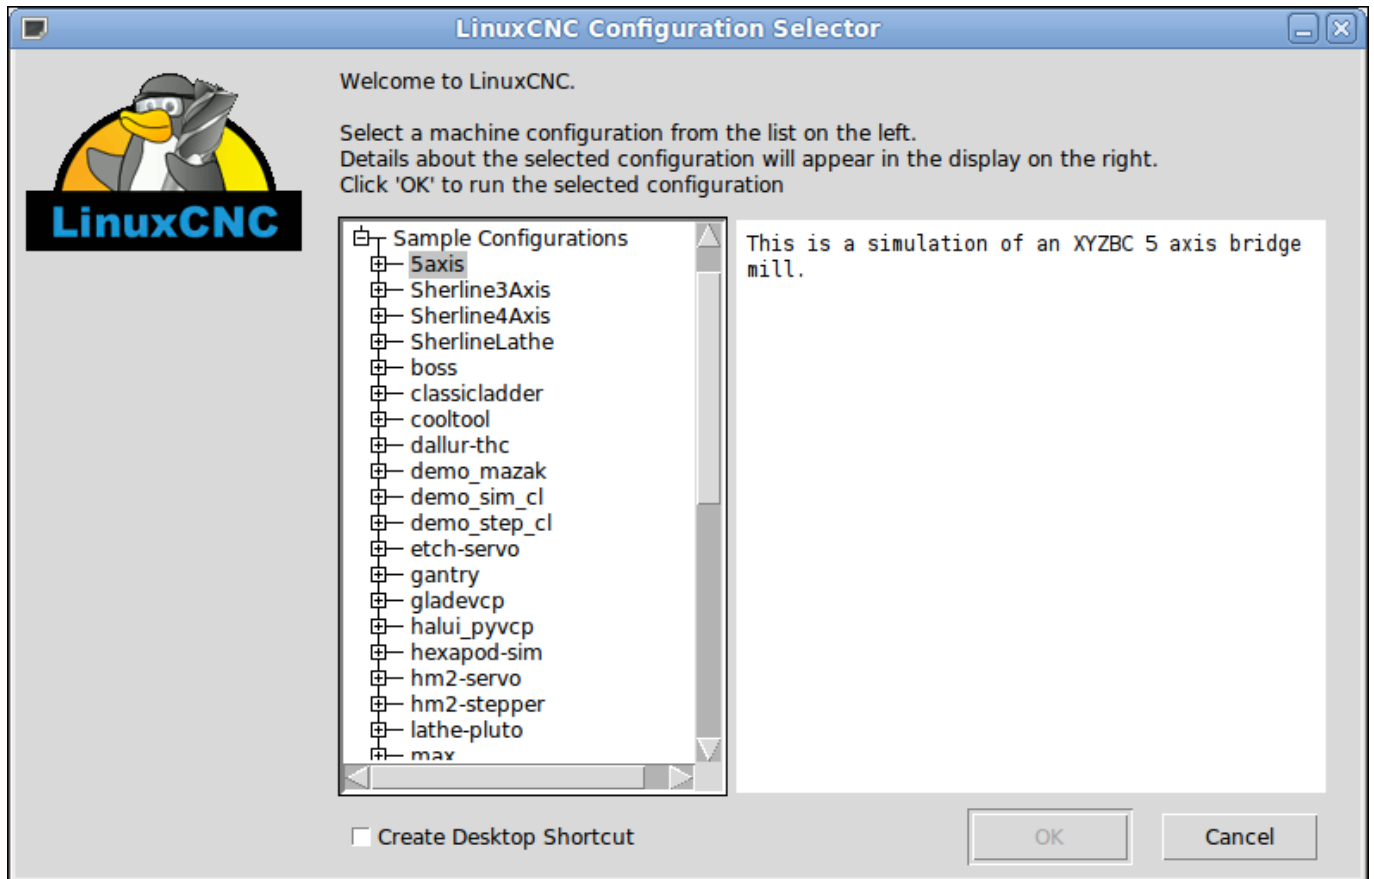 LinuxCNC Configuration Selector
LinuxCNC
Welcome to LinuxCNC.
Select a machine configuration from the list on the left.
Details about the selected configuration will appear in the display on the right.
Click 'OK' to run the selected configuration
Sample Configurations
5axis
Sherline3Axis
Sherline4Axis
SherlineLathe
boss
classicladder
cooltool
dallur-thc
demo_mazak
demo_sim_cl
demo_step_cl
etch-servo
gantry
gladevcp
halui_pyvcp
hexapod-sim
hm2-servo
hm2-stepper
lathe-pluto
max
This is a simulation of an XYZBC 5 axis bridge
mill.
Create Desktop Shortcut
OK
Cancel